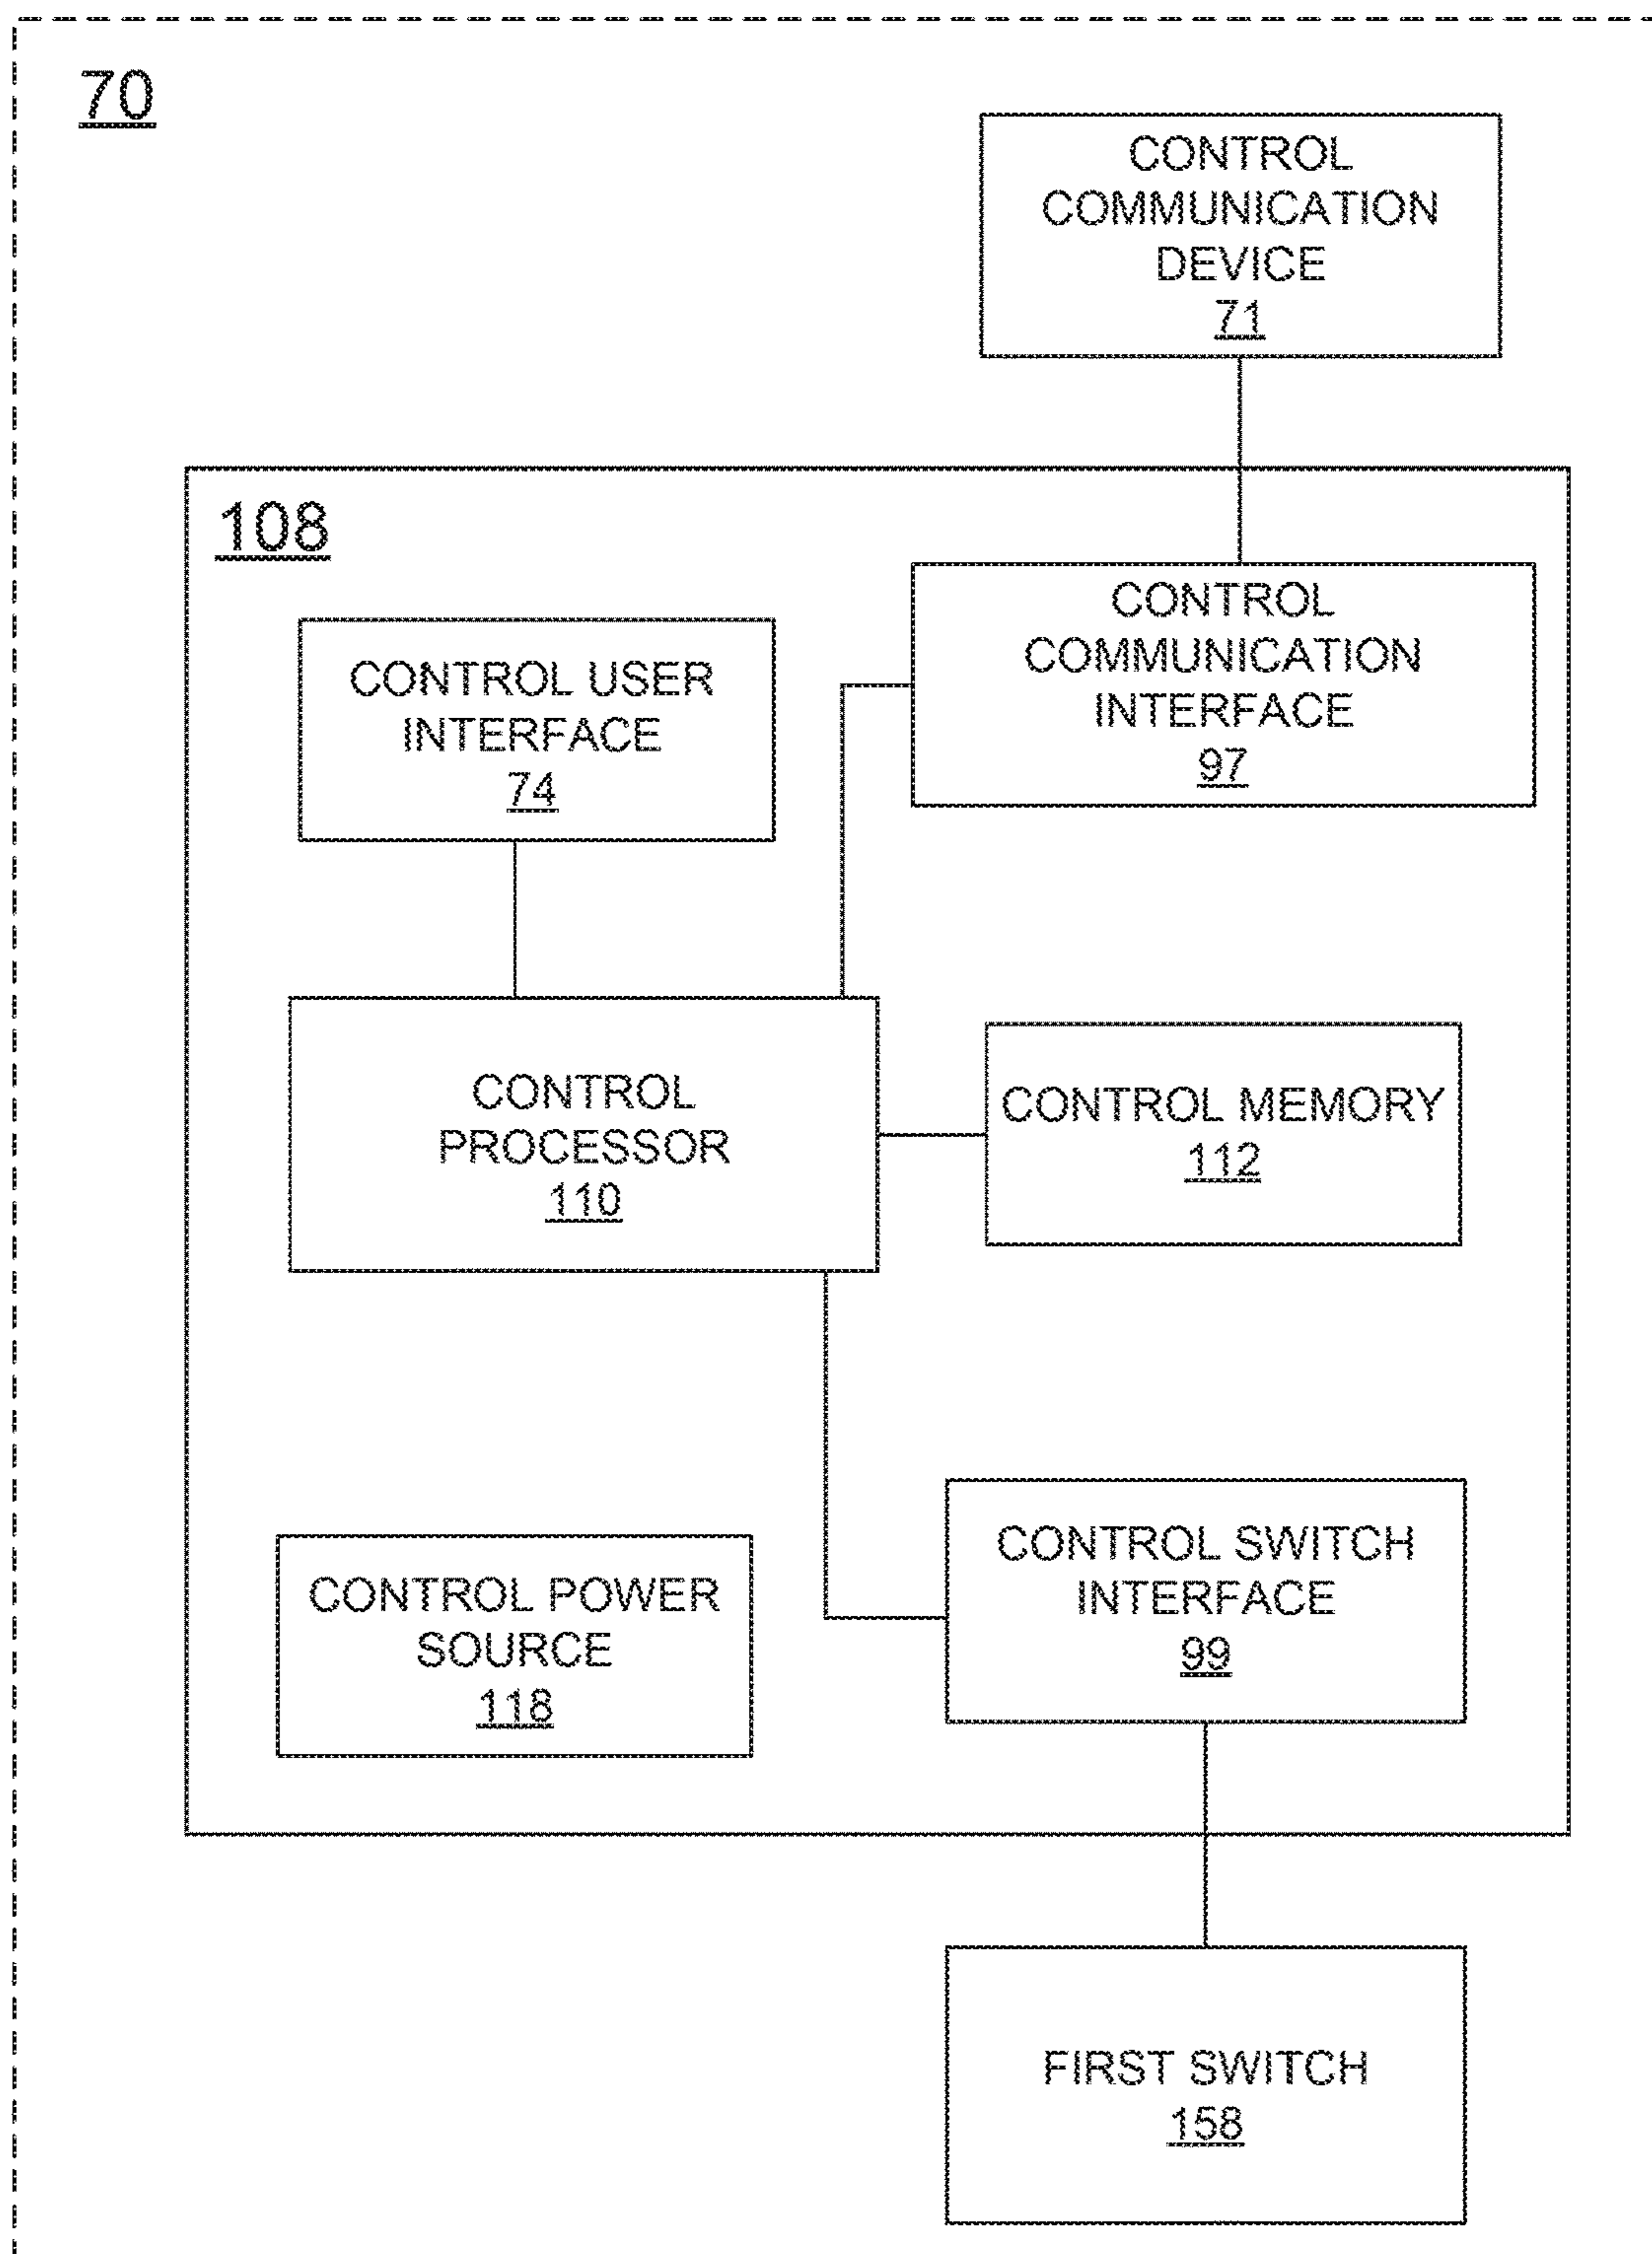 70
CONTROL
COMMUNICATION
DEVICE
71
108
CONTROL
COMMUNICATION
INTERFACE
97
CONTROL USER
INTERFACE
74
CONTROL
PROCESSOR
110
CONTROL MEMORY
112
CONTROL SWITCH
INTERFACE
99
CONTROL POWER
SOURCE
118
FIRST SWITCH
158